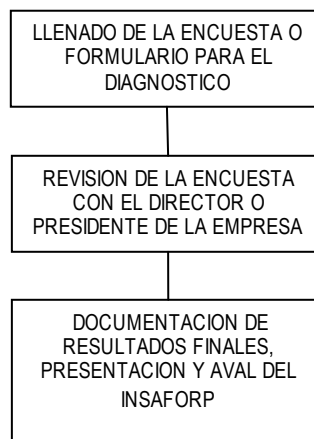 LLENADO DE LA ENCUESTA O
FORMULARIO PARA EL
DIAGNOSTICO
REVISION DE LA ENCUESTA
CON EL DIRECTOR O
PRESIDENTE DE LA EMPRESA
DOCUMENTACION DE
RESULTADOS FINALES,
PRESENTACION Y AVAL DEL
INSAFORP